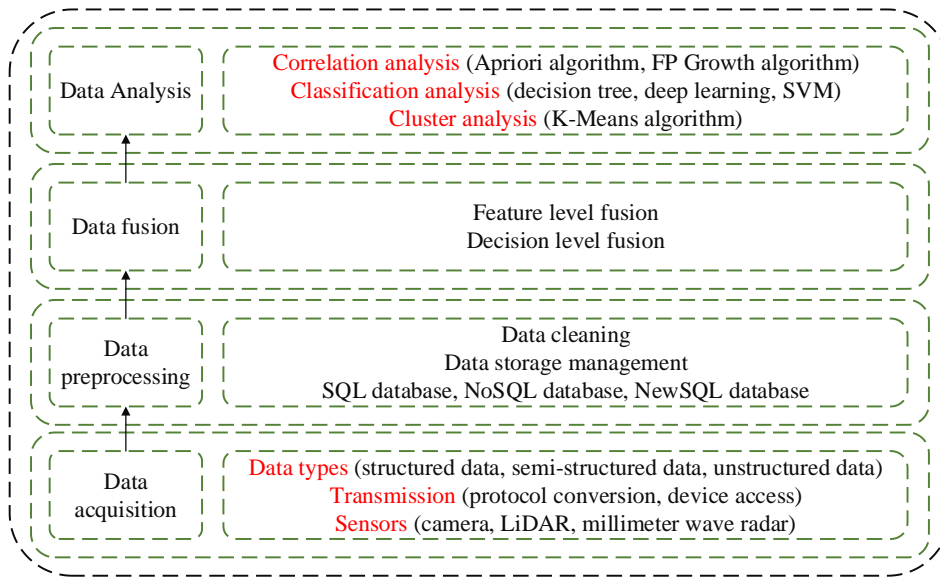 Data Analysis
Correlation analysis (Apriori algorithm, FP Growth algorithm)
Classification analysis (decision tree, deep learning, SVM)
Cluster analysis (K-Means algorithm)
Data fusion
Feature level fusion
Decision level fusion
Data
preprocessing
Data cleaning
Data storage management
SQL database, NoSQL database, NewSQL database
Data
acquisition
Data types (structured data, semi-structured data, unstructured data)
Transmission (protocol conversion, device access)
Sensors (camera, LiDAR, millimeter wave radar)